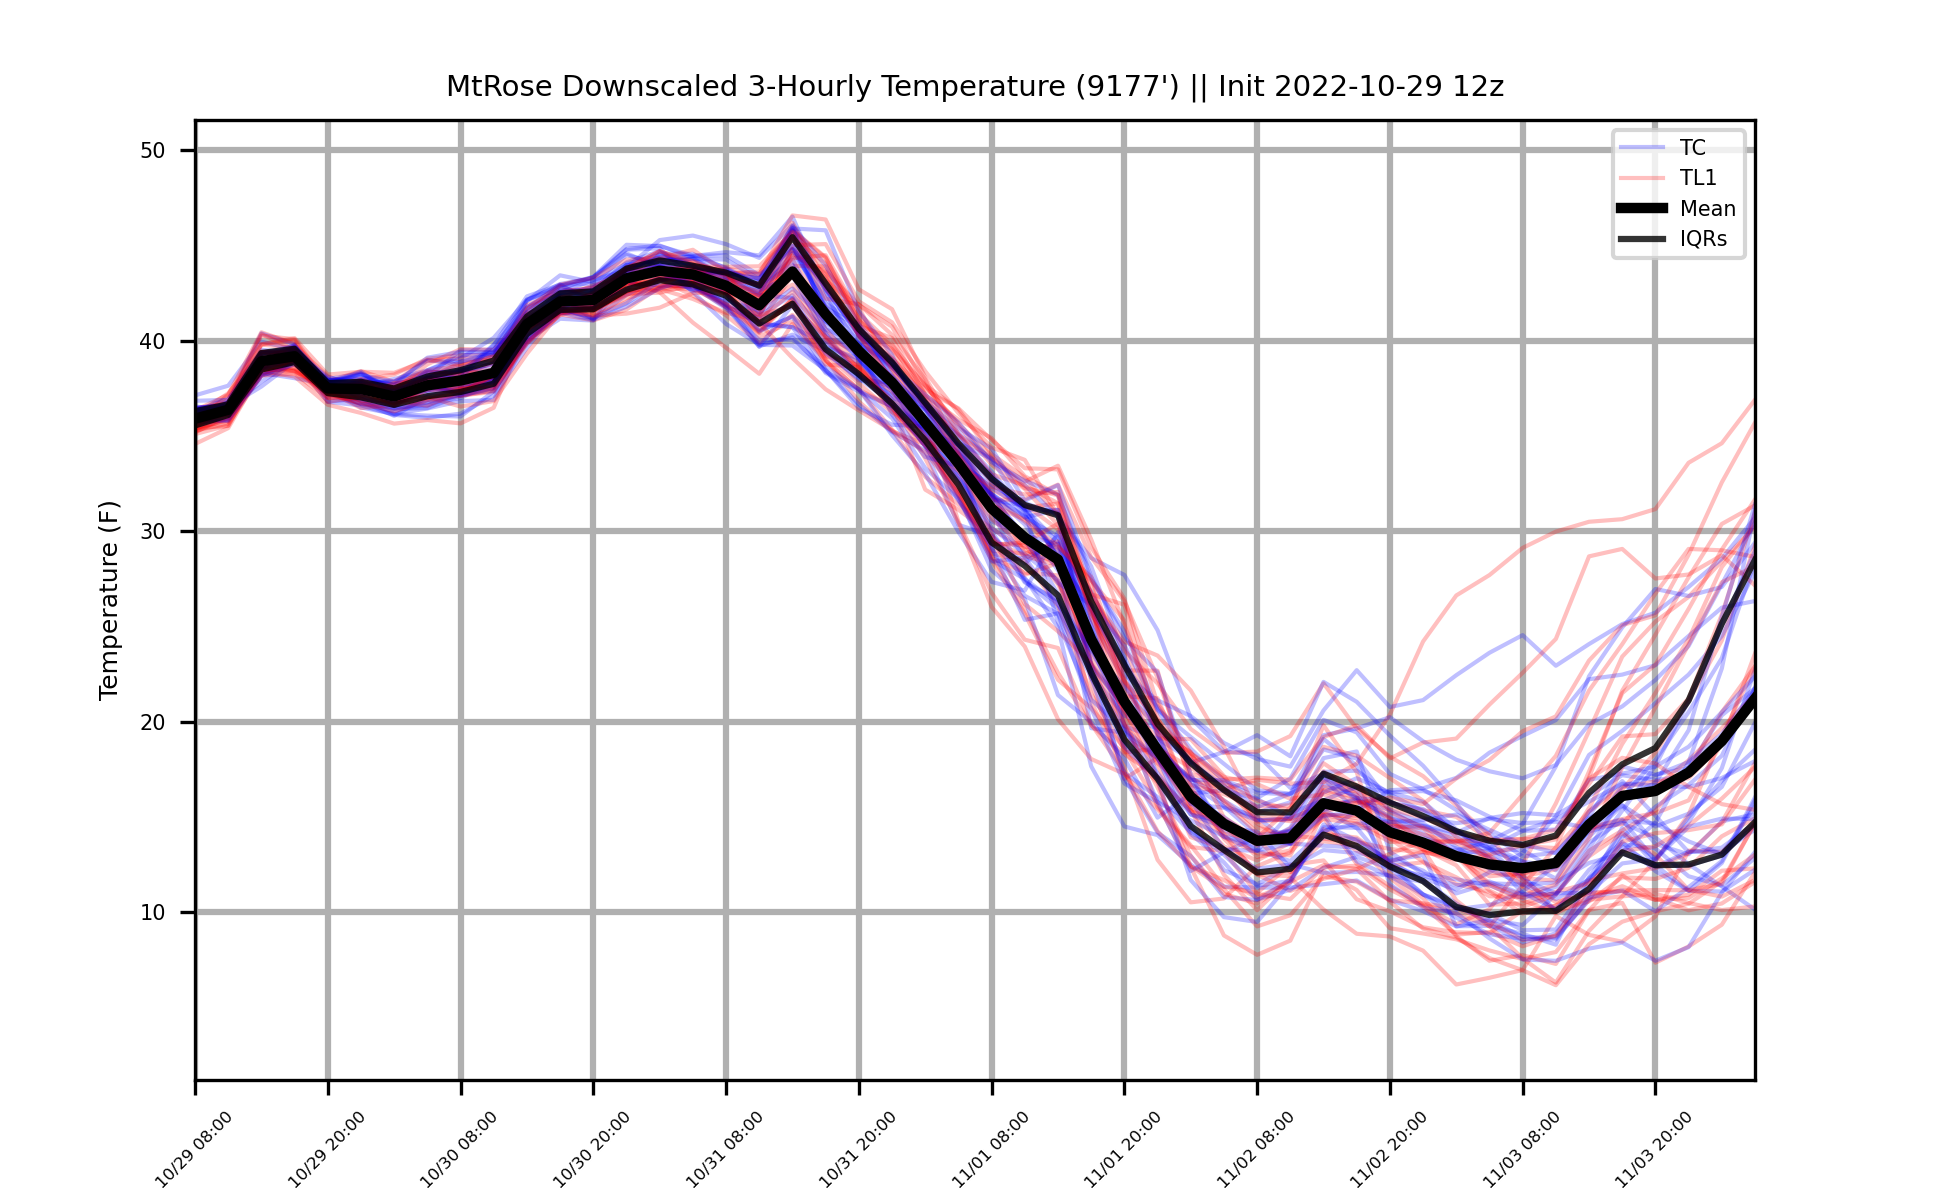 MtRose Downscaled 3-Hourly Temperature (9177') || Init 2022-10-29 12z
TC
TL1
Mean
IQRs
Temperature (F)
50
40
30
20
10
10/29 08:00
10/29 20:00
10/30 08:00
10/30 20:00
10/31 08:00
10/31 20:00
11/01 08:00
11/01 20:00
11/02 08:00
11/02 20:00
11/03 08:00
11/03 20:00